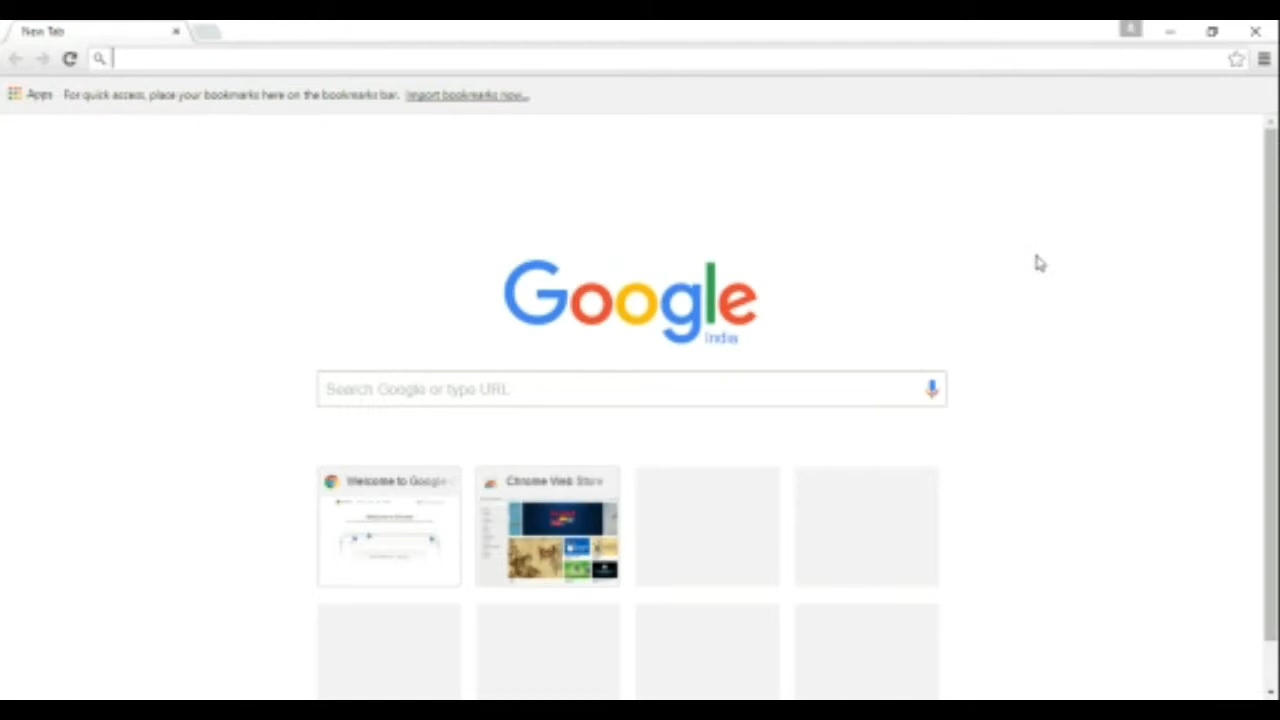 New Tab
Apps For quick access, place your bookmarks here on the bookmarks bar. Import bookmarks now...
Google
India
Search Google or type URL
Welcome to Google
Chrome Web Store